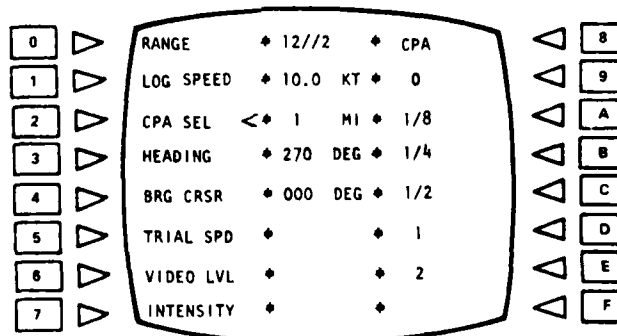 0 RANGE * 12//2 * CPA 8
1 LOG SPEED * 10.0 KT * 0 9
2 CPA SEL <* 1 MI * 1/8 A
3 HEADING * 270 DEG * 1/4 B
4 BRG CRSR * 000 DEG * 1/2 C
5 TRIAL SPD * * 1 D
6 VIDEO LVL * * 2 E
7 INTENSITY * * F